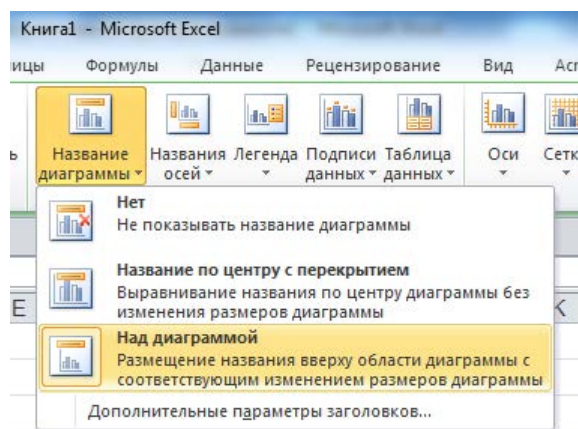 Книга1 - Microsoft Excel
ицы Формулы Данные Рецензирование Вид Аст
ь Название диаграммы Названия осей Легенда Подписи данных Таблица данных Оси Сетк
Нет
Не показывать название диаграммы
Название по центру с перекрытием
Выравнивание названия по центру диаграммы без
изменения размеров диаграммы
E K
Над диаграммой
Размещение названия вверху области диаграммы с
соответствующим изменением размеров диаграммы
Дополнительные параметры заголовков...